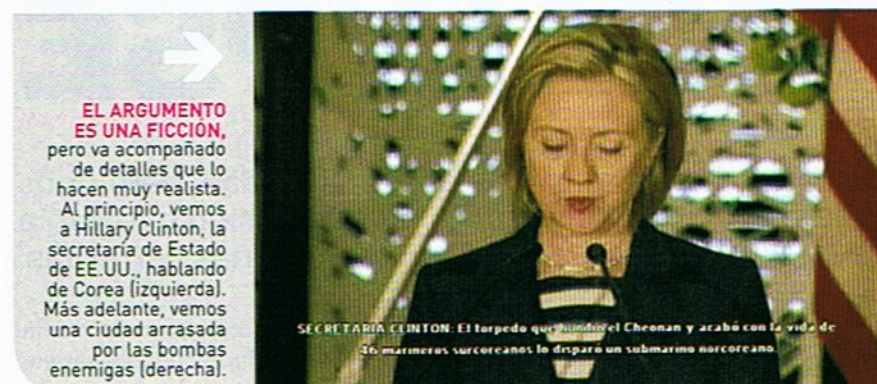 EL ARGUMENTO
ES UNA FICCIÓN,
pero va acompañado
de detalles que lo
hacen muy realista.
Al principio, vemos
a Hillary Clinton, la
secretaria de Estado
de EE.UU., hablando
de Corea (izquierda).
Más adelante, vemos
una ciudad arrasada
por las bombas
enemigas (derecha).
SECRETARIA CLINTON: El torpedo que hundió el Cheonan y acabó con la vida de
46 marineros surcoreanos lo disparó un submarino norcoreano.